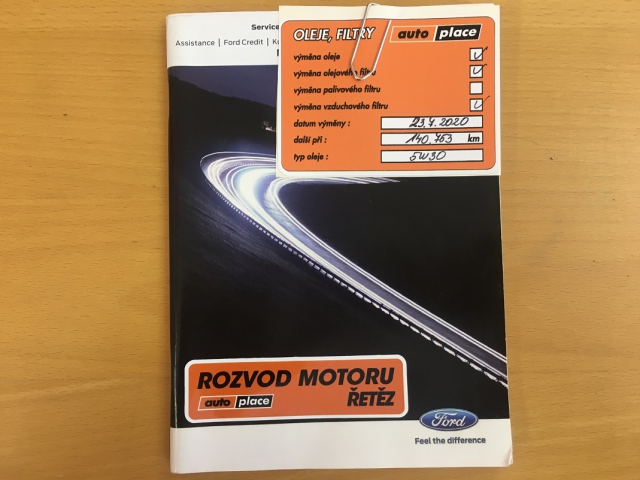 Service
Assistance | Ford Credit |
OLEJE, FILTRY auto place
výměna oleje
výměna olejového filtru
výměna palivového filtru
výměna vzduchového filtru
datum výměny : 23.7.2020
další při : 140.753 km
typ oleje : 5W30
ROZVOD MOTORU
auto place ŘETĚZ
Ford
Feel the difference